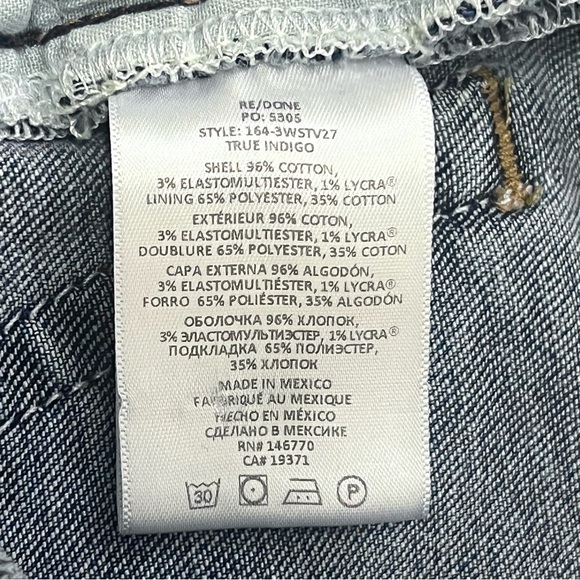 RE/DONE
PO: 5305
STYLE: 164-3WSTV27
TRUE INDIGO
SHELL 96% COTTON,
3% ELASTOMULTIESTER, 1% LYCRA®
LINING 65% POLYESTER, 35% COTTON
EXTÉRIEUR 96% COTON,
3% ELASTOMULTIESTER, 1% LYCRA®
DOUBLURE 65% POLYESTER, 35% COTON
CAPA EXTERNA 96% ALGODÓN,
3% ELASTOMULTIESTER, 1% LYCRA®
FORRO 65% POLIÉSTER, 35% ALGODÓN
ОБОЛОЧКА 96% ХЛОПОК,
3% ЭЛАСТОМУЛЬТИЭСТЕР, 1% LYCRA®
ПОДКЛАДКА 65% ПОЛИЭСТЕР,
35% ХЛОПОК
MADE IN MEXICO
FABRIQUÉ AU MEXIQUE
HECHO EN MÉXICO
СДЕЛАНО В МЕКСИКЕ
RN# 146770
CA# 19371
30 P